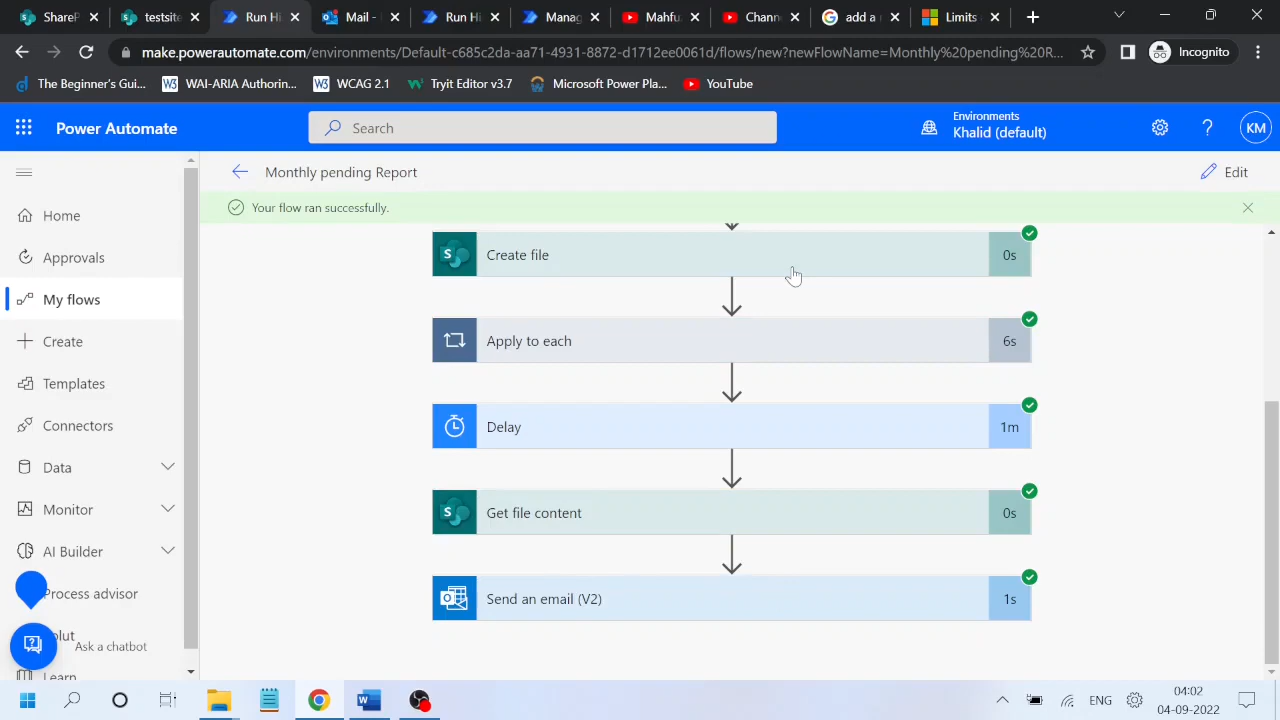 ShareP
testsite
Run Hi
Mail -
Run Hi
Manag
Mahfu
Chann
add a
Limits
make.powerautomate.com/environments/Default-c685c2da-aa71-4931-8872-d1712ee0061d/flows/new?newFlowName=Monthly%20pending%20R...
Incognito
The Beginner's Gui...
WAI-ARIA Authorin...
WCAG 2.1
Tryit Editor v3.7
Microsoft Power Pla...
YouTube
Power Automate
Search
Environments
Khalid (default)
KM
Monthly pending Report
Edit
Your flow ran successfully.
Home
Approvals
My flows
Create
Templates
Connectors
Data
Monitor
AI Builder
Process advisor
olut
Ask a chatbot
Learn
Create file
0s
Apply to each
6s
Delay
1m
Get file content
0s
Send an email (V2)
1s
ENG
04:02
04-09-2022